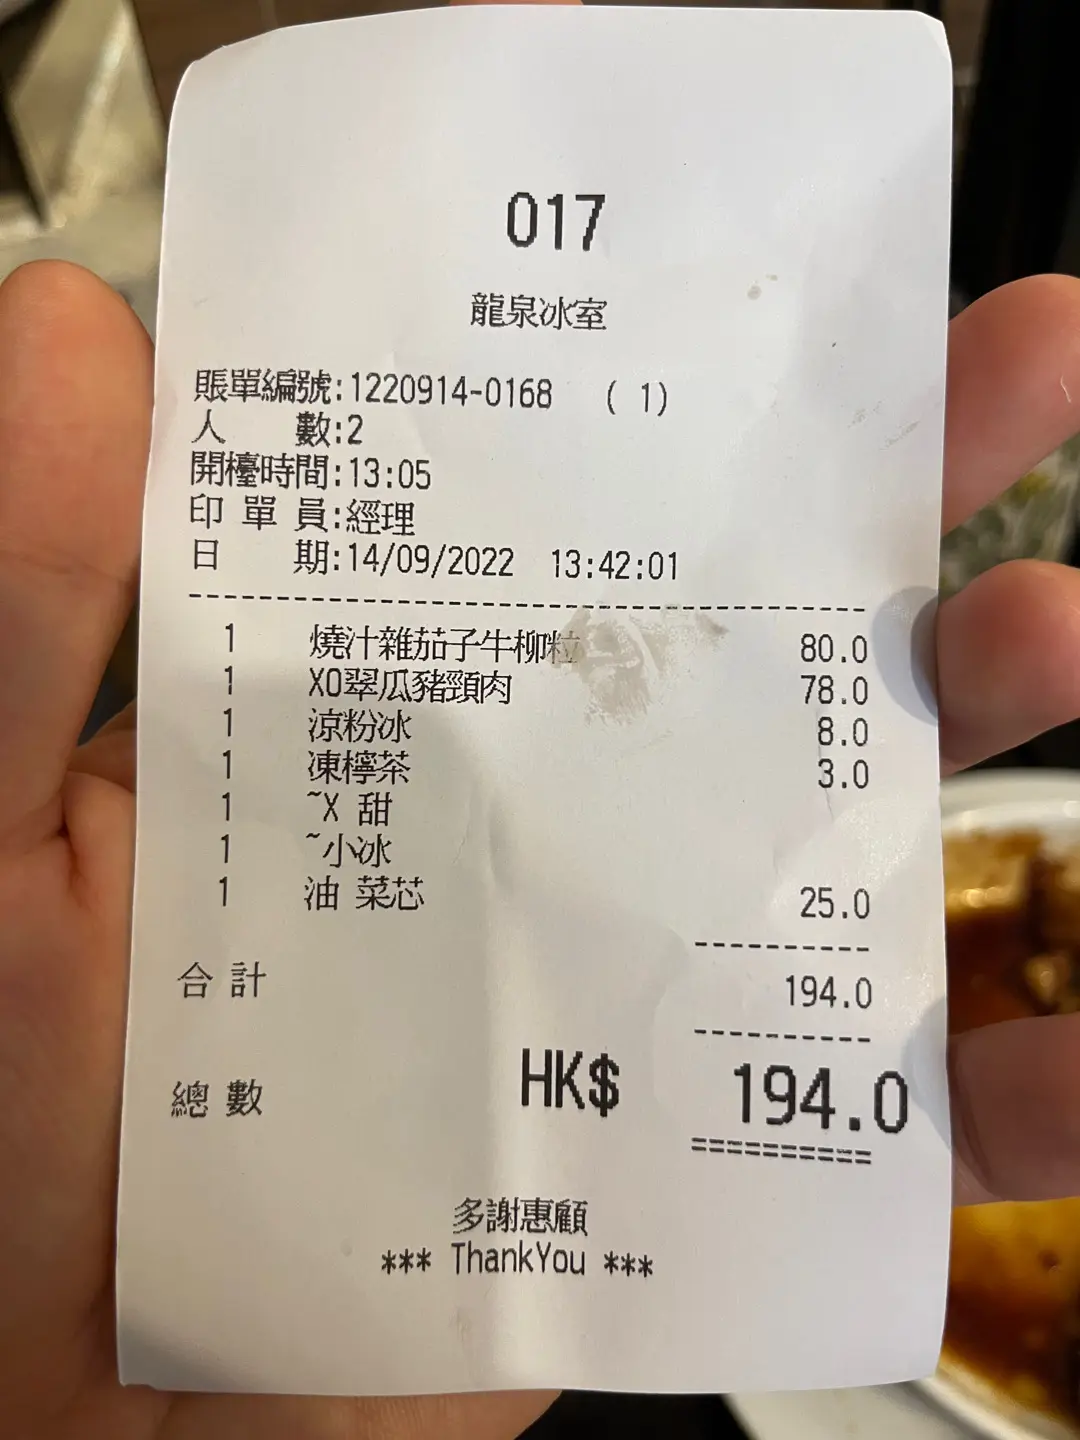 017
龍泉冰室
賬單編號:1220914-0168 ( 1)
人 數:2
開檯時間:13:05
印 單 員:經理
日 期:14/09/2022 13:42:01
1 燒汁雜茄子牛柳粒 80.0
1 XO翠瓜豬頸肉 78.0
1 涼粉冰 8.0
1 凍檸茶 3.0
1 ~X 甜
1 ~小冰
1 油 菜芯 25.0
合 計 194.0
總 數 HK$ 194.0
多謝惠顧
*** ThankYou ***